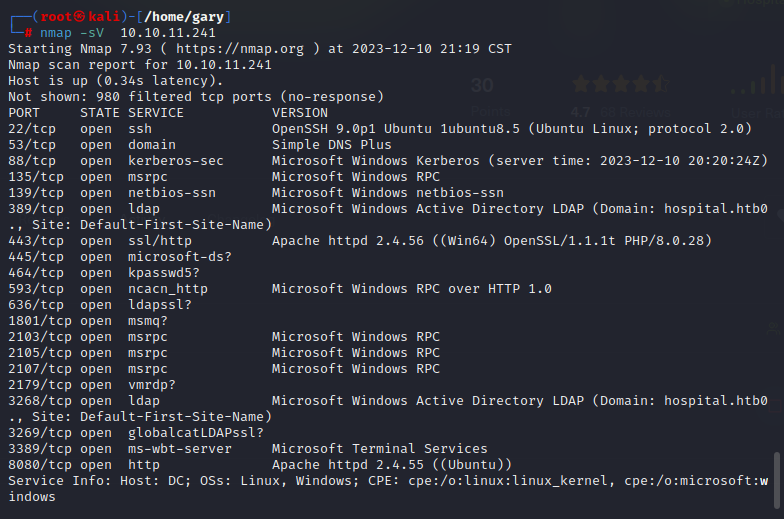 ┌──(root㉿kali)-[/home/gary]
└─# nmap -sV  10.10.11.241
Starting Nmap 7.93 ( https://nmap.org ) at 2023-12-10 21:19 CST
Nmap scan report for 10.10.11.241
Host is up (0.34s latency).
Not shown: 980 filtered tcp ports (no-response)
PORT     STATE SERVICE           VERSION
22/tcp   open  ssh               OpenSSH 9.0p1 Ubuntu 1ubuntu8.5 (Ubuntu Linux; protocol 2.0)
53/tcp   open  domain            Simple DNS Plus
88/tcp   open  kerberos-sec      Microsoft Windows Kerberos (server time: 2023-12-10 20:20:24Z)
135/tcp  open  msrpc             Microsoft Windows RPC
139/tcp  open  netbios-ssn       Microsoft Windows netbios-ssn
389/tcp  open  ldap              Microsoft Windows Active Directory LDAP (Domain: hospital.htb0
., Site: Default-First-Site-Name)
443/tcp  open  ssl/http          Apache httpd 2.4.56 ((Win64) OpenSSL/1.1.1t PHP/8.0.28)
445/tcp  open  microsoft-ds?
464/tcp  open  kpasswd5?
593/tcp  open  ncacn_http        Microsoft Windows RPC over HTTP 1.0
636/tcp  open  ldapssl?
1801/tcp open  msmq?
2103/tcp open  msrpc             Microsoft Windows RPC
2105/tcp open  msrpc             Microsoft Windows RPC
2107/tcp open  msrpc             Microsoft Windows RPC
2179/tcp open  vmrdp?
3268/tcp open  ldap              Microsoft Windows Active Directory LDAP (Domain: hospital.htb0
., Site: Default-First-Site-Name)
3269/tcp open  globalcatLDAPssl?
3389/tcp open  ms-wbt-server     Microsoft Terminal Services
8080/tcp open  http              Apache httpd 2.4.55 ((Ubuntu))
Service Info: Host: DC; OSs: Linux, Windows; CPE: cpe:/o:linux:linux_kernel, cpe:/o:microsoft:w
indows
30
4.7